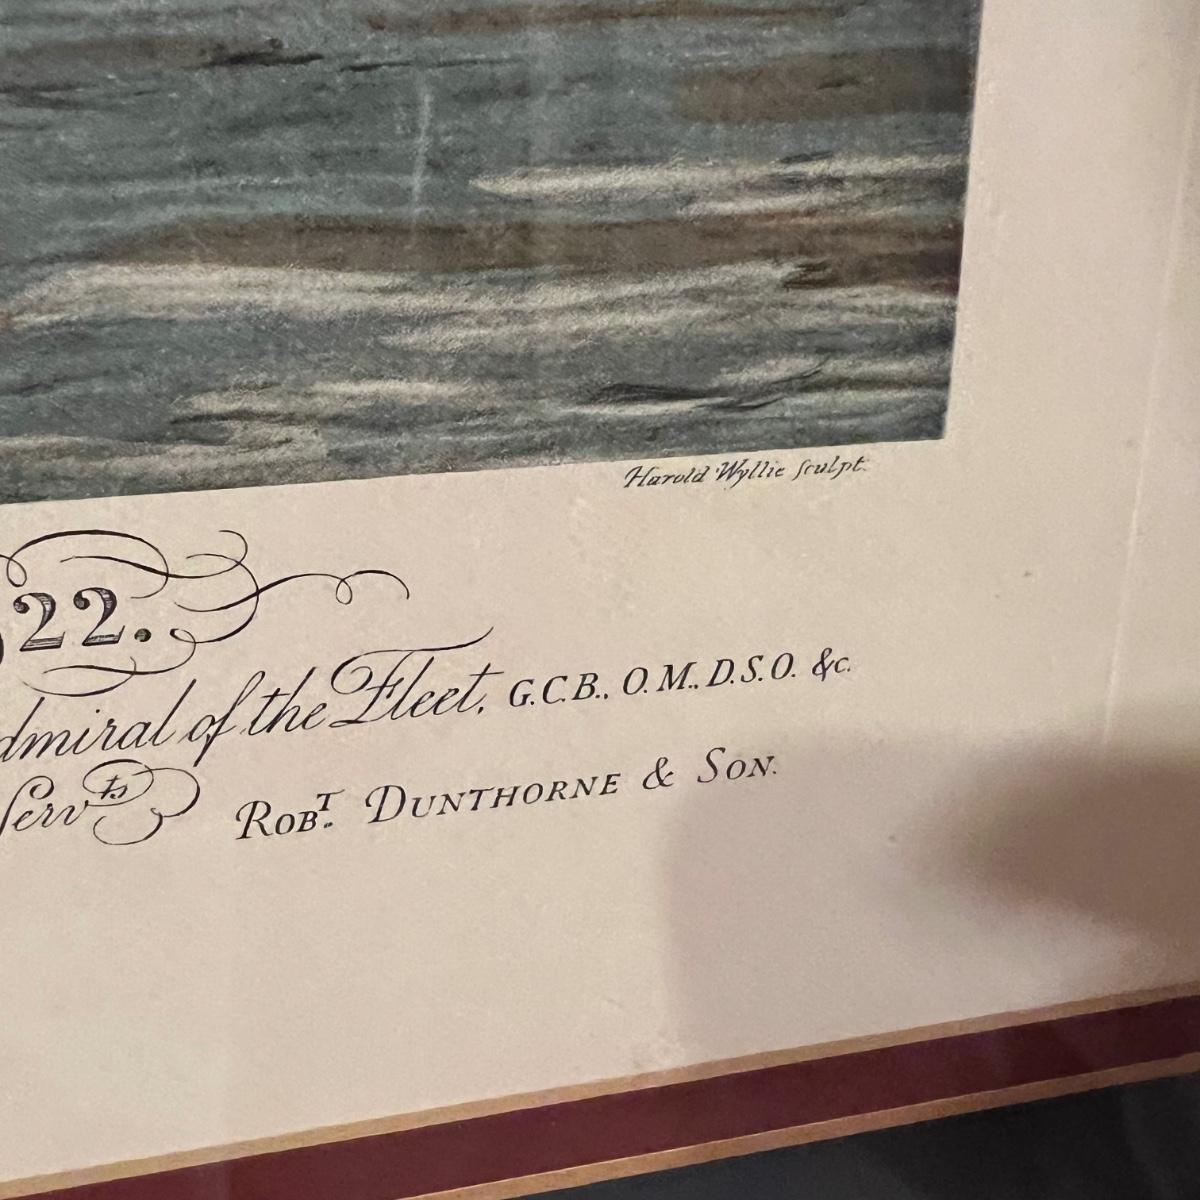 Harold Wyllie sculpt.
22.
dmiral of the Fleet, G.C.B., O.M., D.S.O. &c.
Servts ROBT. DUNTHORNE & SON.